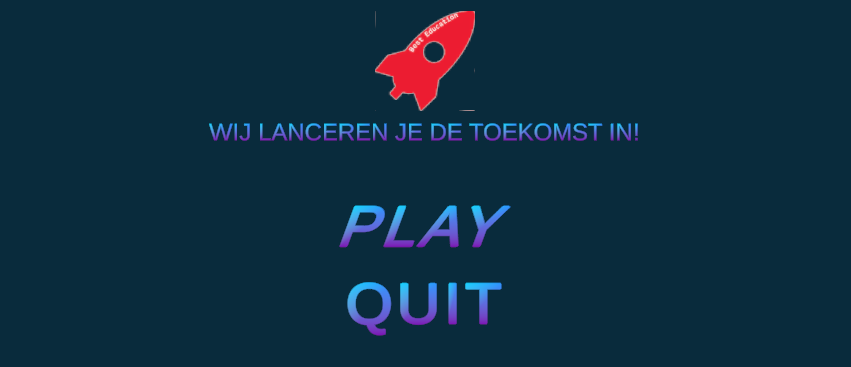 Best Education
WIJ LANCEREN JE DE TOEKOMST IN!
PLAY
QUIT